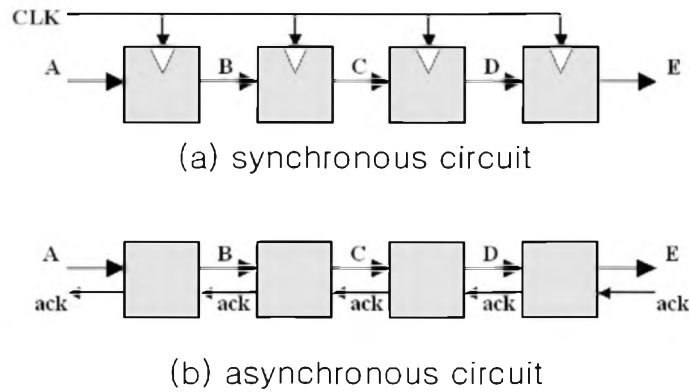 CLK
A B C D E
(a) synchronous circuit
A B C D E
ack ack ack ack ack
(b) asynchronous circuit